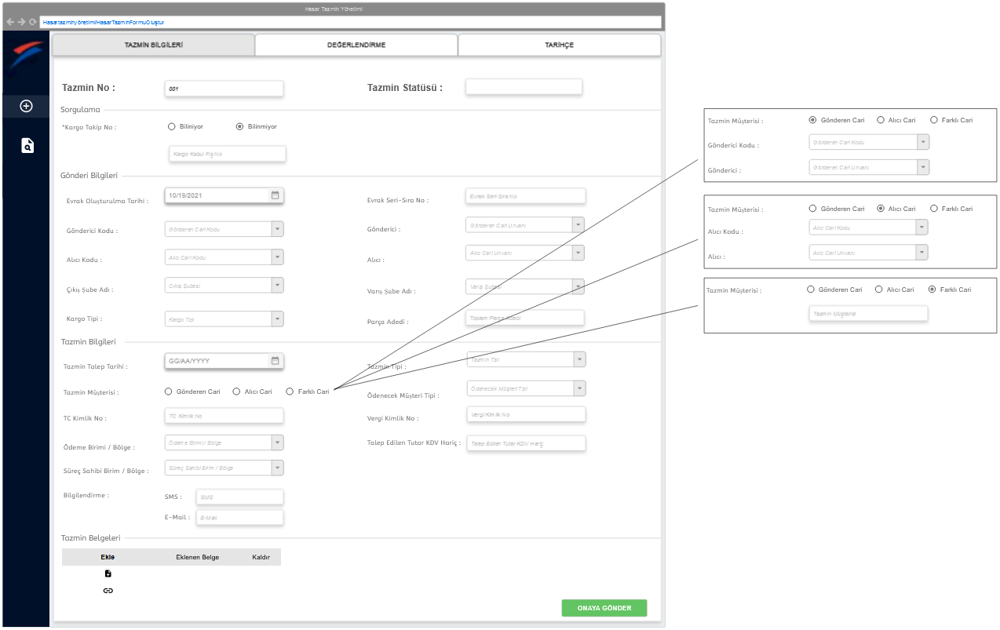 Hasar Tazmin Yönetimi
Hasartazminyönetimi/HasarTazminFormuOluştur
TAZMİN BİLGİLERİ
DEĞERLENDİRME
TARİHÇE
Tazmin No :
001
Tazmin Statüsü :
Sorgulama
*Kargo Takip No :
Biliniyor
Bilinmiyor
Kargo Kabul Fiş No
Gönderi Bilgileri
Evrak Oluşturulma Tarihi :
10/19/2021
Evrak Seri-Sıra No :
Evrak Seri-Sıra No
Gönderici Kodu :
Gönderen Cari Kodu
Gönderici :
Gönderen Cari Unvanı
Alıcı Kodu :
Alıcı Cari Kodu
Alıcı :
Alıcı Cari Unvanı
Çıkış Şube Adı :
Çıkış Şubesi
Varış Şube Adı :
Varış Şubesi
Kargo Tipi :
Kargo Tipi
Parça Adedi :
Toplam Parça Adedi
Tazmin Bilgileri
Tazmin Talep Tarihi :
GG/AA/YYYY
Tazmin Tipi :
Tazmin Tipi
Tazmin Müşterisi :
Gönderen Cari
Alıcı Cari
Farklı Cari
Ödenecek Müşteri Tipi :
Ödenecek Müşteri Tipi
TC Kimlik No :
TC Kimlik No
Vergi Kimlik No :
Vergi Kimlik No
Ödeme Birimi / Bölge :
Ödeme Birimi / Bölge
Talep Edilen Tutar KDV Hariç :
Talep Edilen Tutar KDV Hariç
Süreç Sahibi Birim / Bölge :
Süreç Sahibi Birim / Bölge
Bilgilendirme :
SMS :
SMS
E-Mail :
E-Mail
Tazmin Belgeleri
Ekle
Eklenen Belge
Kaldır
ONAYA GÖNDER
Tazmin Müşterisi :
Gönderen Cari
Alıcı Cari
Farklı Cari
Gönderici Kodu :
Gönderen Cari Kodu
Gönderici :
Gönderen Cari Unvanı
Tazmin Müşterisi :
Gönderen Cari
Alıcı Cari
Farklı Cari
Alıcı Kodu :
Alıcı Cari Kodu
Alıcı :
Alıcı Cari Unvanı
Tazmin Müşterisi :
Gönderen Cari
Alıcı Cari
Farklı Cari
Tazmin Müşterisi